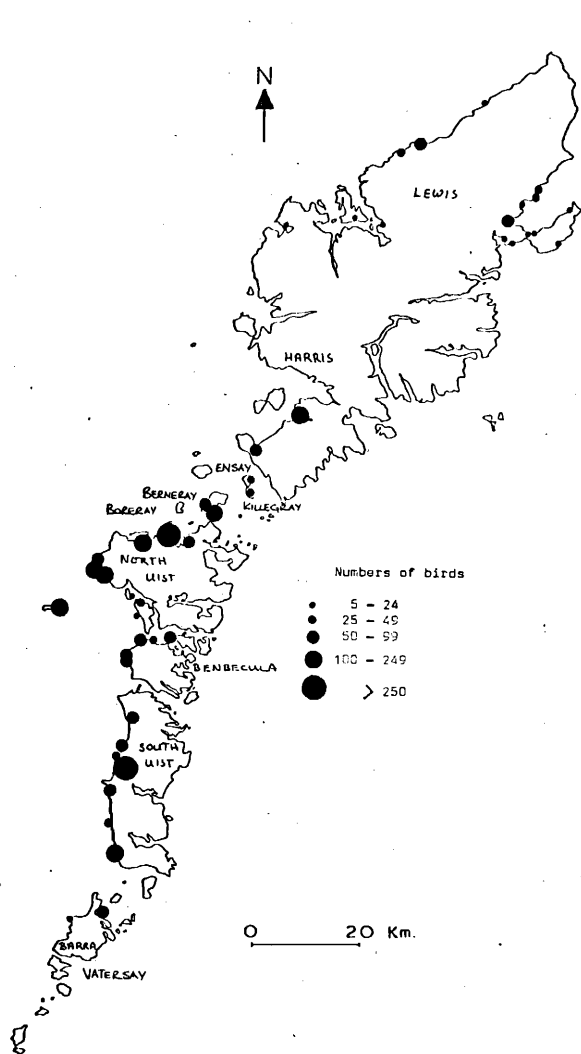 N
LEWIS
HARRIS
ENSAY
KILLEGRAY
BERNERAY
BORERAY
NORTH
UIST
Numbers of birds
5 - 24
25 - 49
50 - 99
100 - 249
> 250
BENBECULA
SOUTH
UIST
0 20 Km.
BARRA
VATERSAY